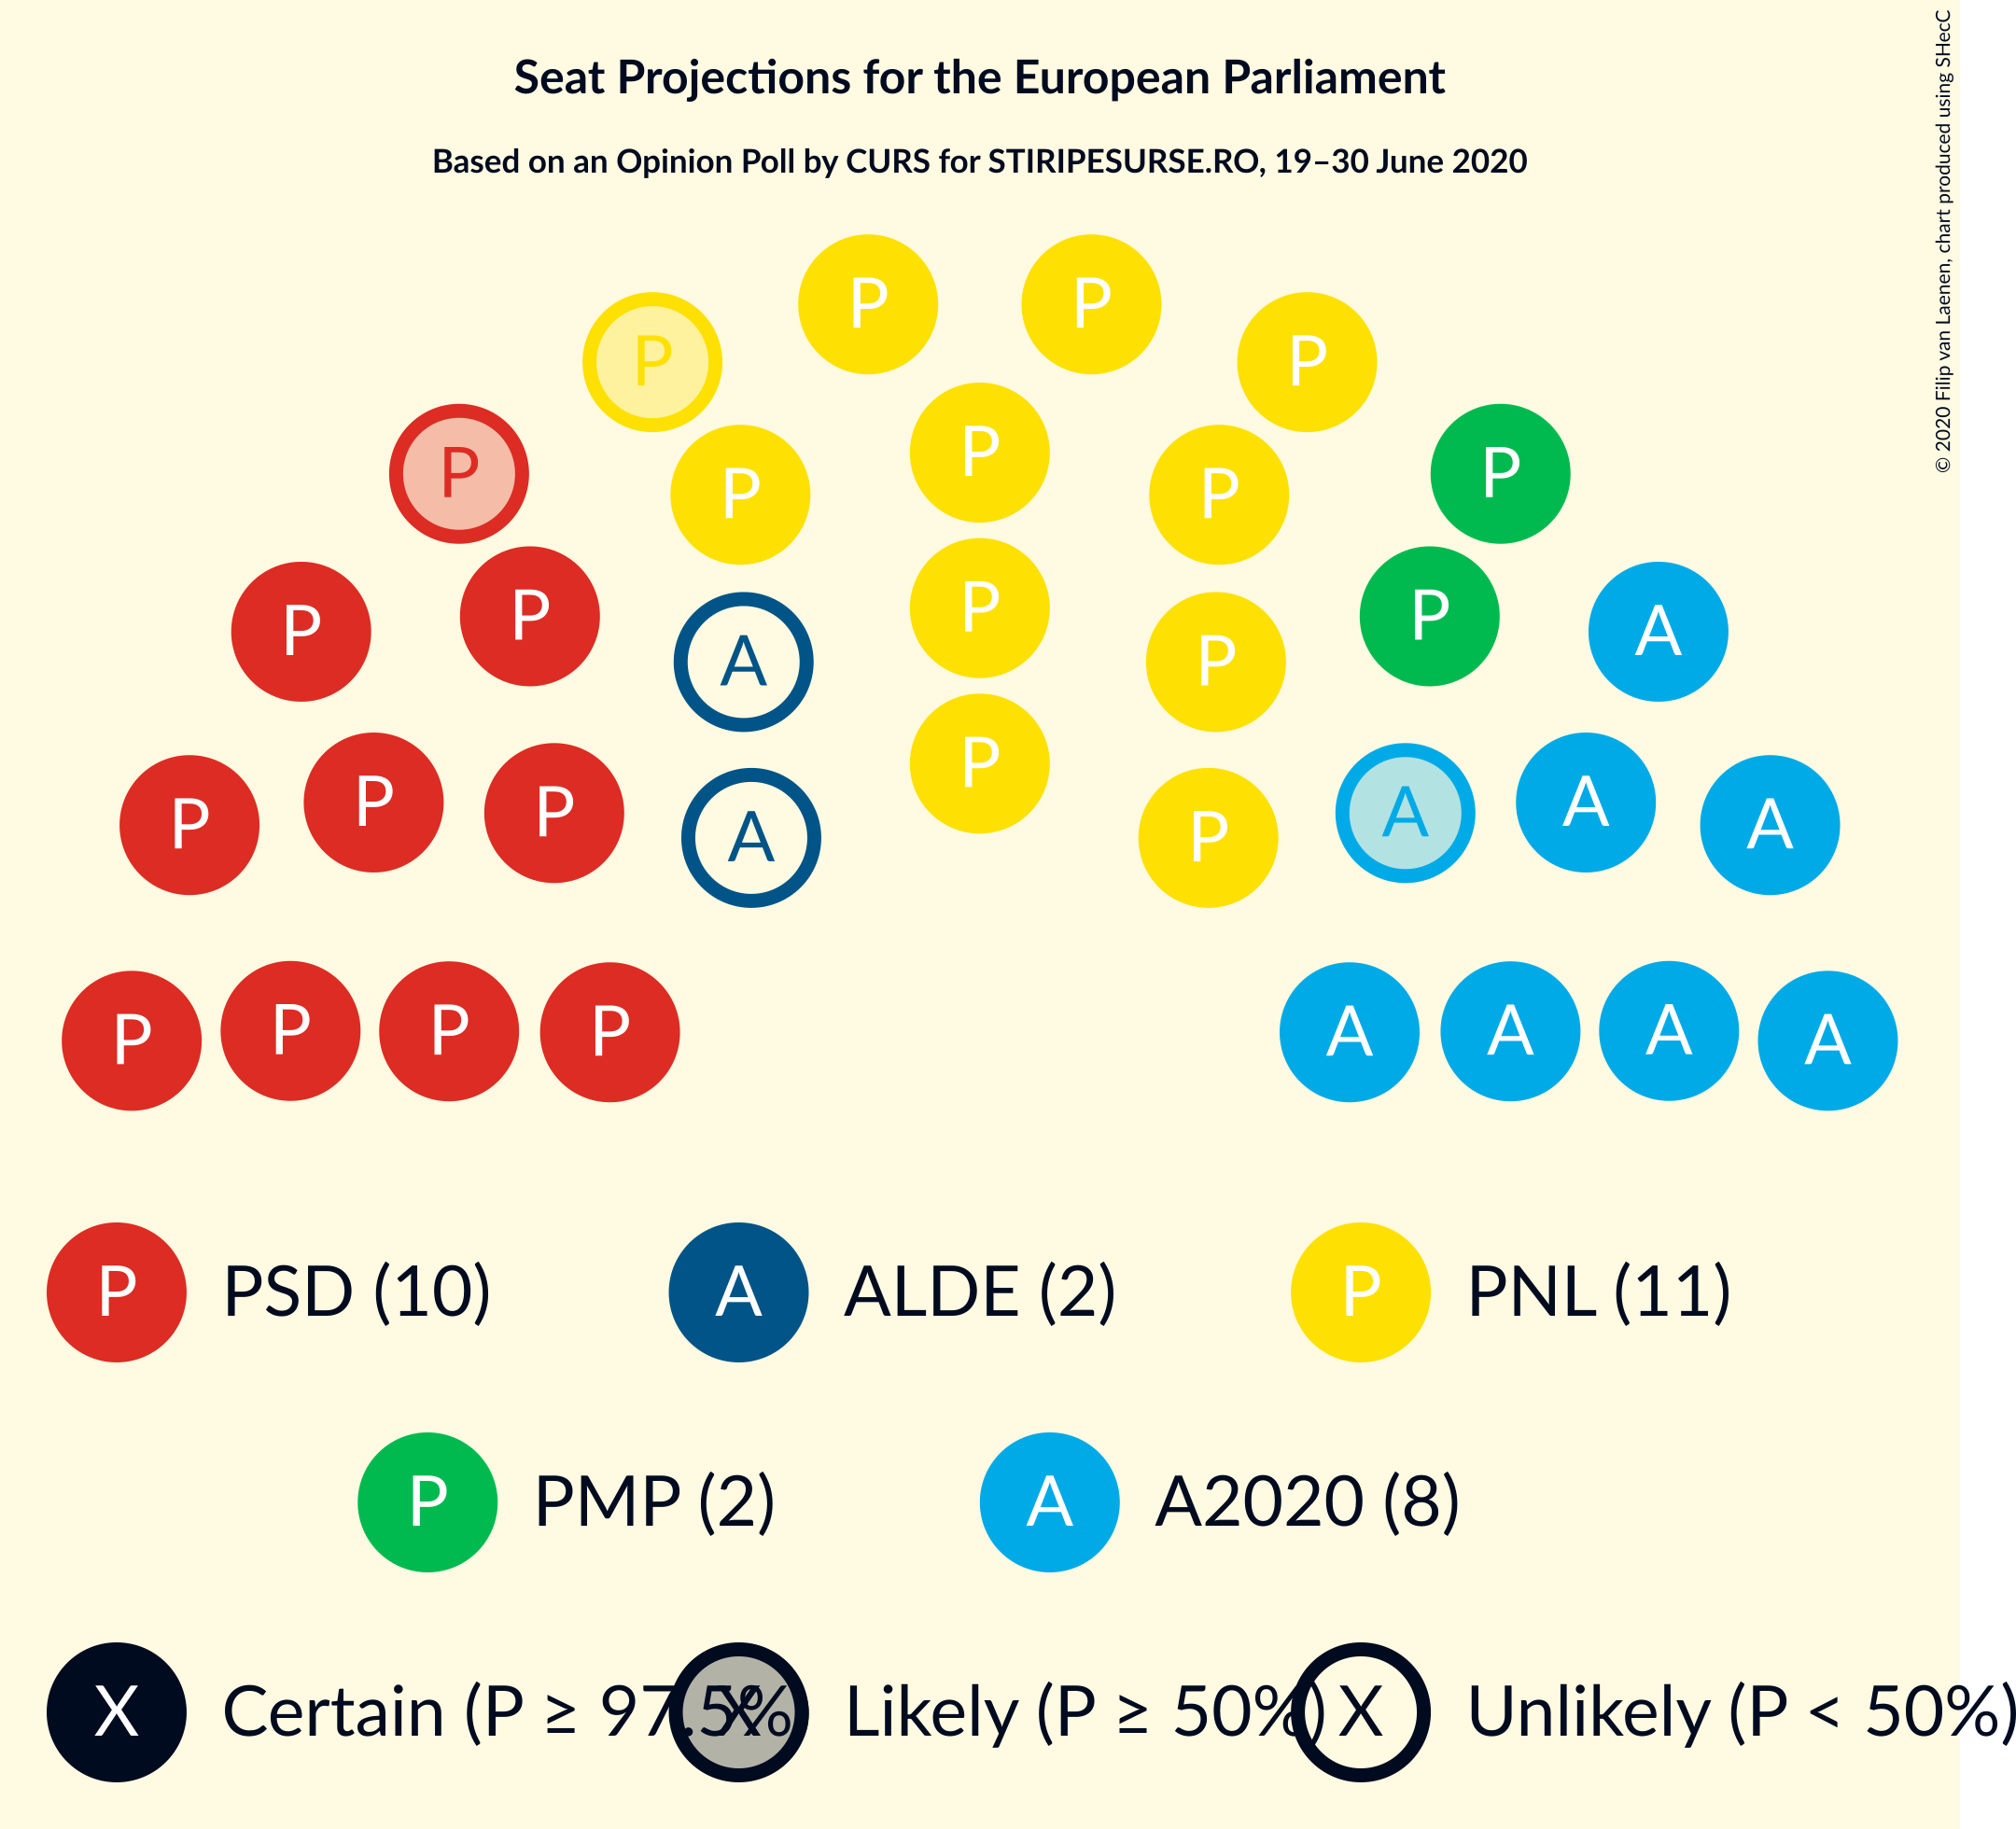 Seat Projections for the European Parliament
Based on an Opinion Poll by CURS for STIRIPESURSE.RO, 19–30 June 2020
© 2020 Filip van Laenen, chart produced using SHecC
P P
P P
P P P
P P
P P P
P P P A
A P
P P P A P A A A
P A P
P P P P A A A A
P PSD (10) A ALDE (2) P PNL (11)
P PMP (2) A A2020 (8)
X Certain (P ≥ 97.5% X Likely (P ≥ 50%) X Unlikely (P < 50%)